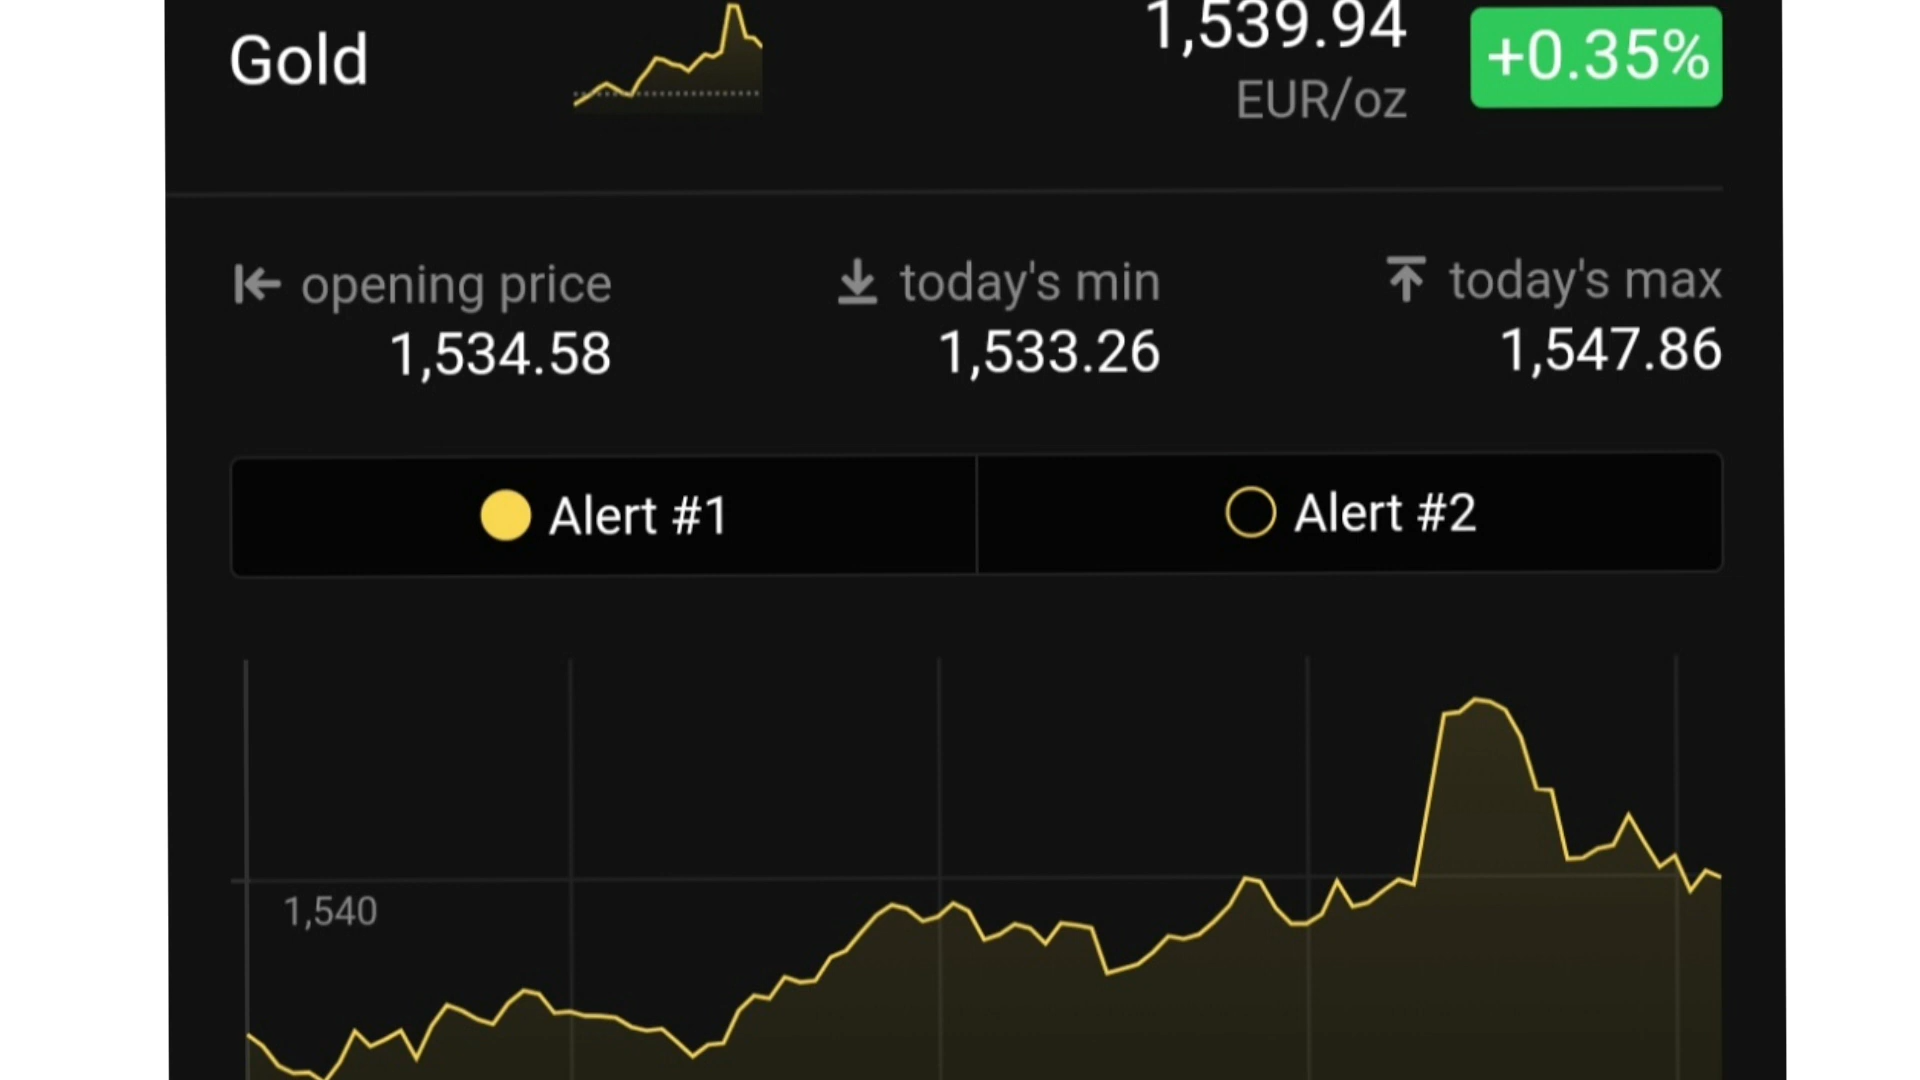 Gold
1,539.94
+0.35%
EUR/oz
opening price
today's min
today's max
1,534.58
1,533.26
1,547.86
Alert #1
Alert #2
1,540